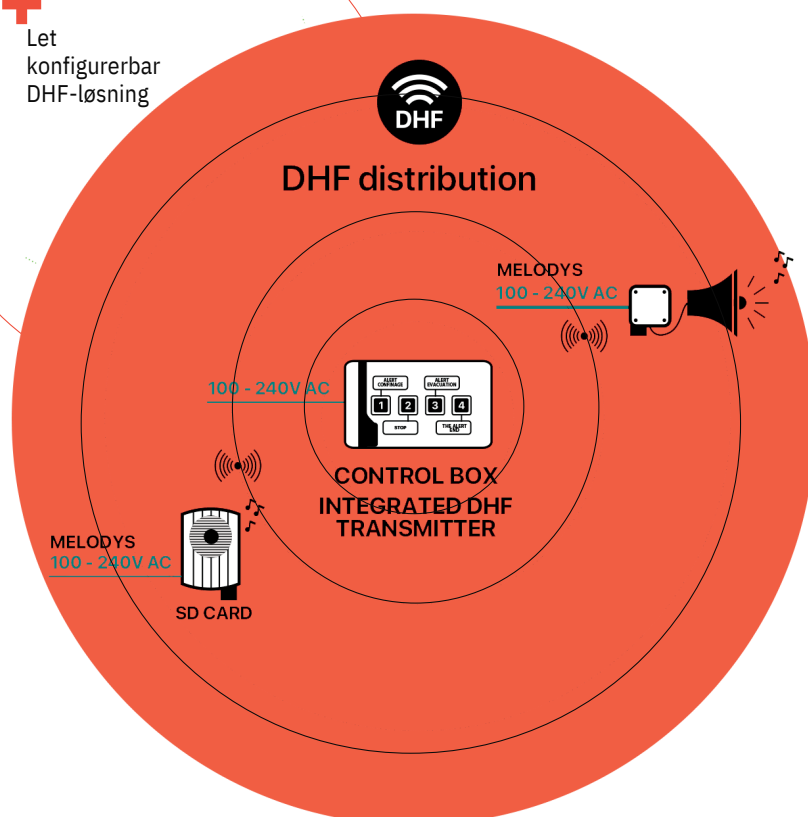 Let
konfigurerbar
DHF-løsning
DHF
DHF distribution
MELODYS
100 - 240V AC
100 - 240V AC
ALERT
CONFINAGE
ALERT
EVACUATION
1 2 3 4
STOP
THE ALERT
END
CONTROL BOX
INTEGRATED DHF
TRANSMITTER
MELODYS
100 - 240V AC
SD CARD